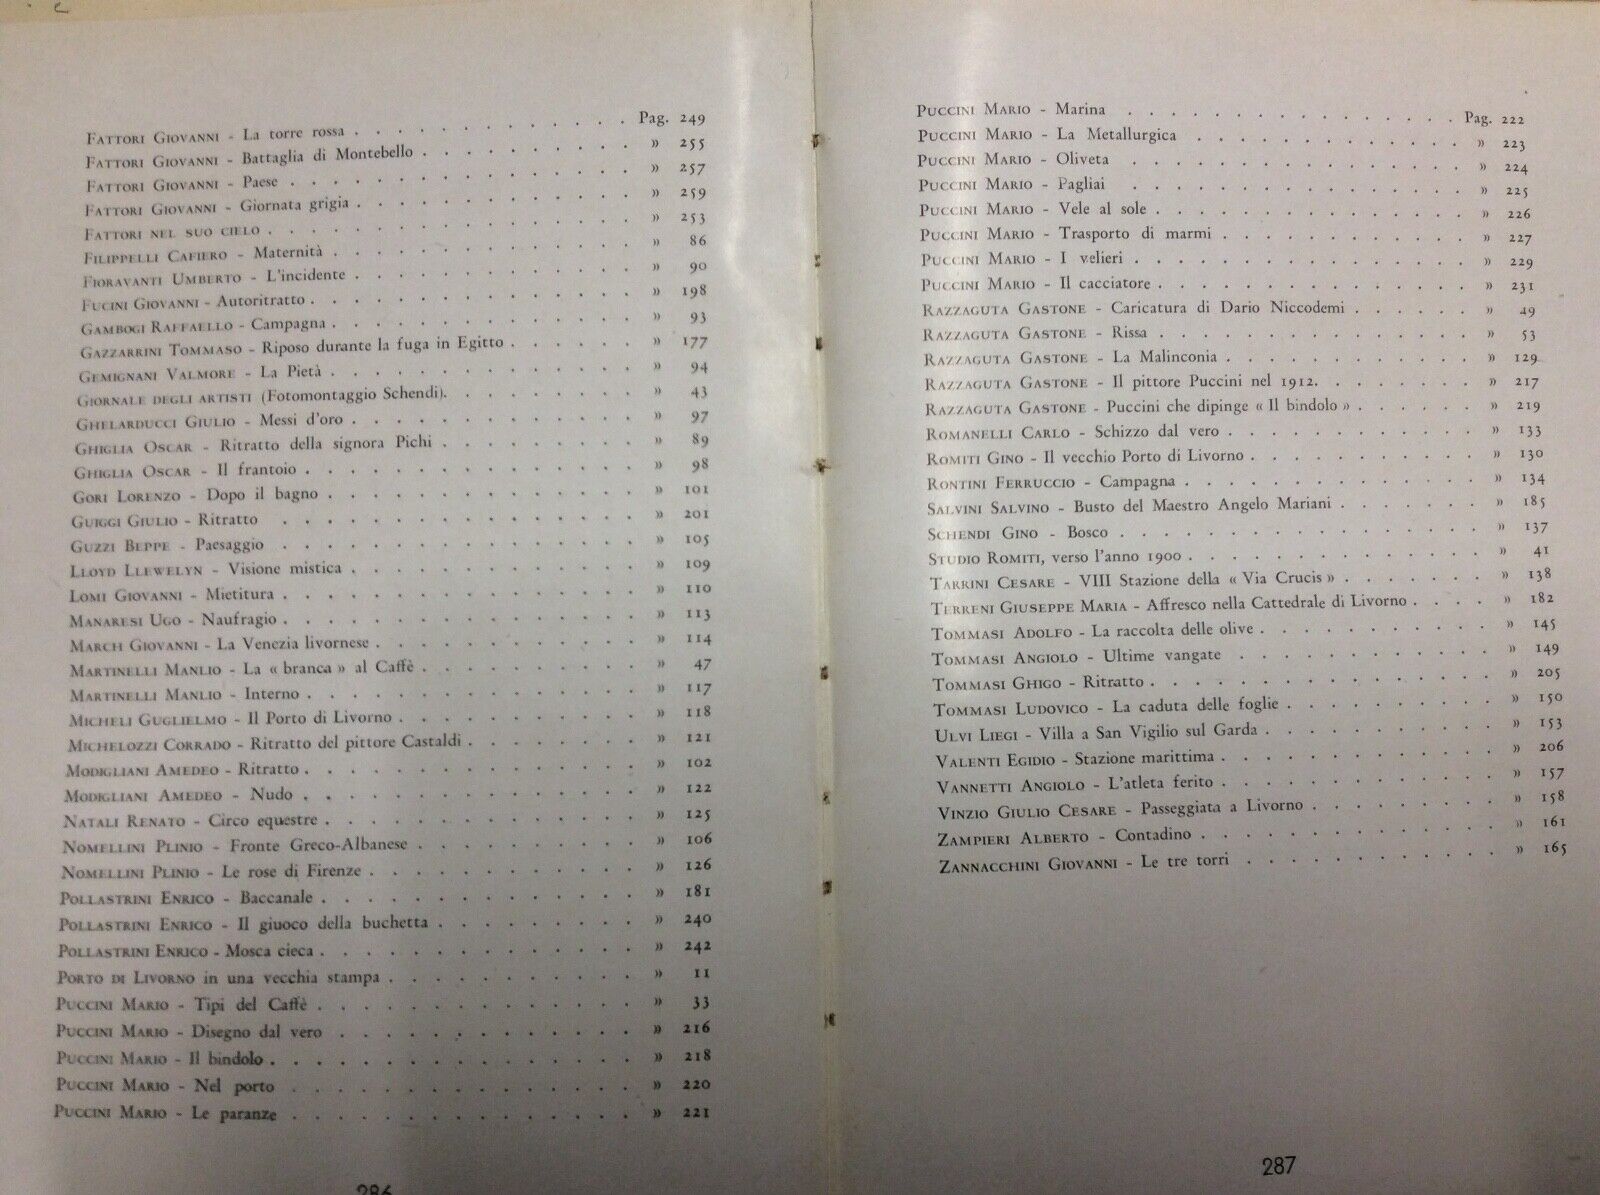 FATTORI GIOVANNI - La torre rossa . . . . . . . . . . . . Pag. 249
FATTORI GIOVANNI - Battaglia di Montebello . . . . . . . . . » 255
FATTORI GIOVANNI - Paese . . . . . . . . . . . . . » 257
FATTORI GIOVANNI - Giornata grigia . . . . . . . . . . . » 259
FATTORI NEL SUO CIELO . . . . . . . . . . . . . . » 253
FILIPPELLI CAFIERO - Maternità . . . . . . . . . . . . » 86
FIORAVANTI UMBERTO - L'incidente . . . . . . . . . . . » 90
FUCINI GIOVANNI - Autoritratto . . . . . . . . . . . . » 198
GAMBOGI RAFFAELLO - Campagna . . . . . . . . . . . . » 93
GAZZARRINI TOMMASO - Riposo durante la fuga in Egitto . . . . . » 177
GEMIGNANI VALMORE - La Pietà . . . . . . . . . . . . » 94
GIORNALE DEGLI ARTISTI (Fotomontaggio Schendi). . . . . . . . » 43
GHELARDUCCI GIULIO - Messi d'oro . . . . . . . . . . . » 97
GHIGLIA OSCAR - Ritratto della signora Pichi . . . . . . . . » 89
GHIGLIA OSCAR - Il frantoio . . . . . . . . . . . . . » 98
GORI LORENZO - Dopo il bagno . . . . . . . . . . . . » 101
GUIGGI GIULIO - Ritratto . . . . . . . . . . . . . . » 201
GUZZI BEPPE - Paesaggio . . . . . . . . . . . . . . » 105
LLOYD LLEWELYN - Visione mistica . . . . . . . . . . . » 109
LOMI GIOVANNI - Mietitura . . . . . . . . . . . . . . » 110
MANARESI UGO - Naufragio . . . . . . . . . . . . . . » 113
MARCH GIOVANNI - La Venezia livornese . . . . . . . . . . » 114
MARTINELLI MANLIO - La « branca » al Caffè . . . . . . . . » 47
MARTINELLI MANLIO - Interno . . . . . . . . . . . . . » 117
MICHELI GUGLIELMO - Il Porto di Livorno . . . . . . . . . » 118
MICHELOZZI CORRADO - Ritratto del pittore Castaldi . . . . . . . » 121
MODIGLIANI AMEDEO - Ritratto . . . . . . . . . . . . . » 102
MODIGLIANI AMEDEO - Nudo . . . . . . . . . . . . . . » 122
NATALI RENATO - Circo equestre . . . . . . . . . . . . » 125
NOMELLINI PLINIO - Fronte Greco-Albanese . . . . . . . . . » 106
NOMELLINI PLINIO - Le rose di Firenze . . . . . . . . . . » 126
POLLASTRINI ENRICO - Baccanale . . . . . . . . . . . . » 181
POLLASTRINI ENRICO - Il giuoco della buchetta . . . . . . . . » 240
POLLASTRINI ENRICO - Mosca cieca . . . . . . . . . . . . » 242
PORTO DI LIVORNO in una vecchia stampa . . . . . . . . . . » 11
PUCCINI MARIO - Tipi del Caffè . . . . . . . . . . . . » 33
PUCCINI MARIO - Disegno dal vero . . . . . . . . . . . » 216
PUCCINI MARIO - Il bindolo . . . . . . . . . . . . . . » 218
PUCCINI MARIO - Nel porto . . . . . . . . . . . . . » 220
PUCCINI MARIO - Le paranze . . . . . . . . . . . . . » 221
286
PUCCINI MARIO - Marina . . . . . . . . . . . . . Pag. 222
PUCCINI MARIO - La Metallurgica . . . . . . . . . . . » 223
PUCCINI MARIO - Oliveta . . . . . . . . . . . . . » 224
PUCCINI MARIO - Pagliai . . . . . . . . . . . . . » 225
PUCCINI MARIO - Vele al sole . . . . . . . . . . . . » 226
PUCCINI MARIO - Trasporto di marmi . . . . . . . . . . » 227
PUCCINI MARIO - I velieri . . . . . . . . . . . . . » 229
PUCCINI MARIO - Il cacciatore . . . . . . . . . . . . » 231
RAZZAGUTA GASTONE - Caricatura di Dario Niccodemi . . . . . . » 49
RAZZAGUTA GASTONE - Rissa . . . . . . . . . . . . . » 53
RAZZAGUTA GASTONE - La Malinconia . . . . . . . . . . » 129
RAZZAGUTA GASTONE - Il pittore Puccini nel 1912. . . . . . . . » 217
RAZZAGUTA GASTONE - Puccini che dipinge « Il bindolo » . . . . . » 219
ROMANELLI CARLO - Schizzo dal vero . . . . . . . . . . » 133
ROMITI GINO - Il vecchio Porto di Livorno . . . . . . . . . » 130
RONTINI FERRUCCIO - Campagna . . . . . . . . . . . . » 134
SALVINI SALVINO - Busto del Maestro Angelo Mariani . . . . . . » 185
SCHENDI GINO - Bosco . . . . . . . . . . . . . . » 137
STUDIO ROMITI, verso l'anno 1900 . . . . . . . . . . . » 41
TARRINI CESARE - VIII Stazione della « Via Crucis » . . . . . . » 138
TERRENI GIUSEPPE MARIA - Affresco nella Cattedrale di Livorno . . . . » 182
TOMMASI ADOLFO - La raccolta delle olive . . . . . . . . . » 145
TOMMASI ANGIOLO - Ultime vangate . . . . . . . . . . » 149
TOMMASI GHIGO - Ritratto . . . . . . . . . . . . . » 205
TOMMASI LUDOVICO - La caduta delle foglie . . . . . . . . » 150
ULVI LIEGI - Villa a San Vigilio sul Garda . . . . . . . . . » 153
VALENTI EGIDIO - Stazione marittima . . . . . . . . . . » 206
VANNETTI ANGIOLO - L'atleta ferito . . . . . . . . . . » 157
VINZIO GIULIO CESARE - Passeggiata a Livorno . . . . . . . . » 158
ZAMPIERI ALBERTO - Contadino . . . . . . . . . . . . » 161
ZANNACCHINI GIOVANNI - Le tre torri . . . . . . . . . . » 165
287